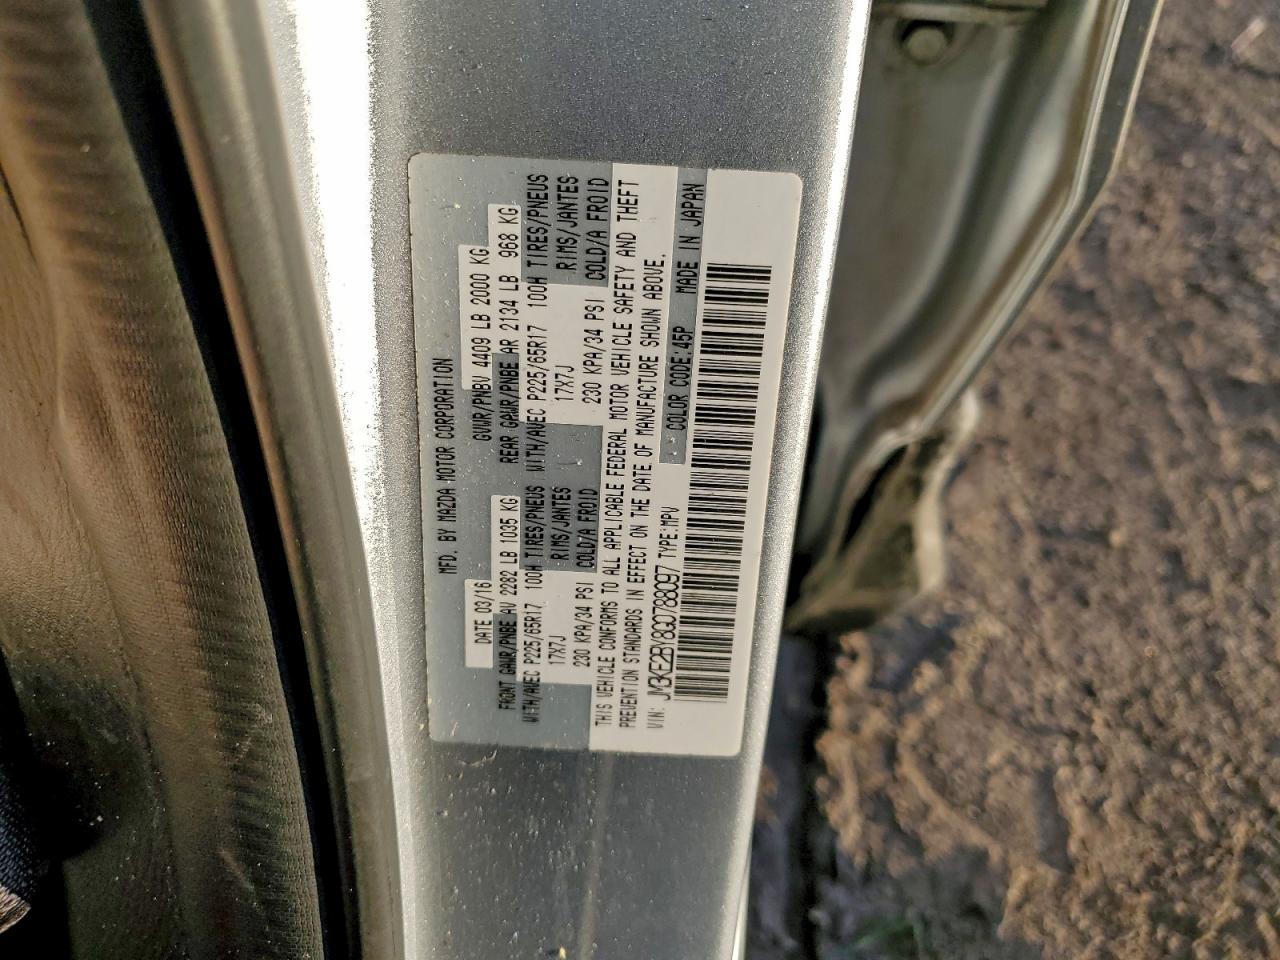 MFD. BY MAZDA MOTOR CORPORATION
DATE 03/16 GVWR/PNBV 4409 LB 2000 KG
FRONT GAWR/PNBE AV 2282 LB 1035 KG REAR GAWR/PNBE AR 2134 LB 968 KG
WITH/AVEC P225/65R17 100H TIRES/PNEUS WITH/AVEC P225/65R17 100H TIRES/PNEUS
17X7J RIMS/JANTES 17X7J RIMS/JANTES
230 KPA/34 PSI COLD/A FROID 230 KPA/34 PSI COLD/A FROID
THIS VEHICLE CONFORMS TO ALL APPLICABLE FEDERAL MOTOR VEHICLE SAFETY AND THEFT
PREVENTION STANDARDS IN EFFECT ON THE DATE OF MANUFACTURE SHOWN ABOVE.
VIN: JM3KE2BY8G0788097 TYPE:MPV COLOR CODE:45P MADE IN JAPAN